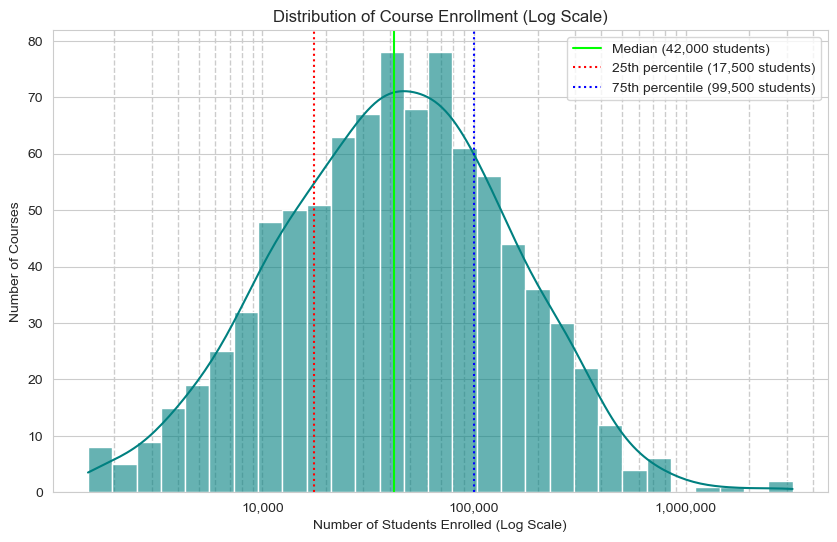 Distribution of Course Enrollment (Log Scale)
Median (42,000 students)
25th percentile (17,500 students)
75th percentile (99,500 students)
Number of Courses
80
70
60
50
40
30
20
10
0
10,000
100,000
1,000,000
Number of Students Enrolled (Log Scale)